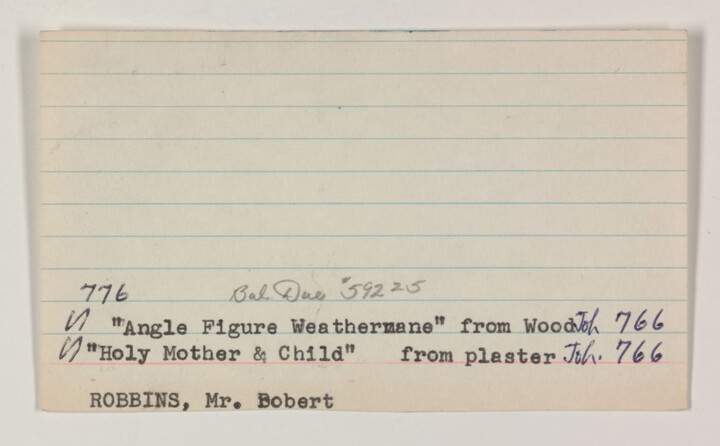 776 Bal Due $592 25
"Angle Figure Weathermane" from Wood Joh 766
"Holy Mother & Child" from plaster Joh. 766
ROBBINS, Mr. Bobert